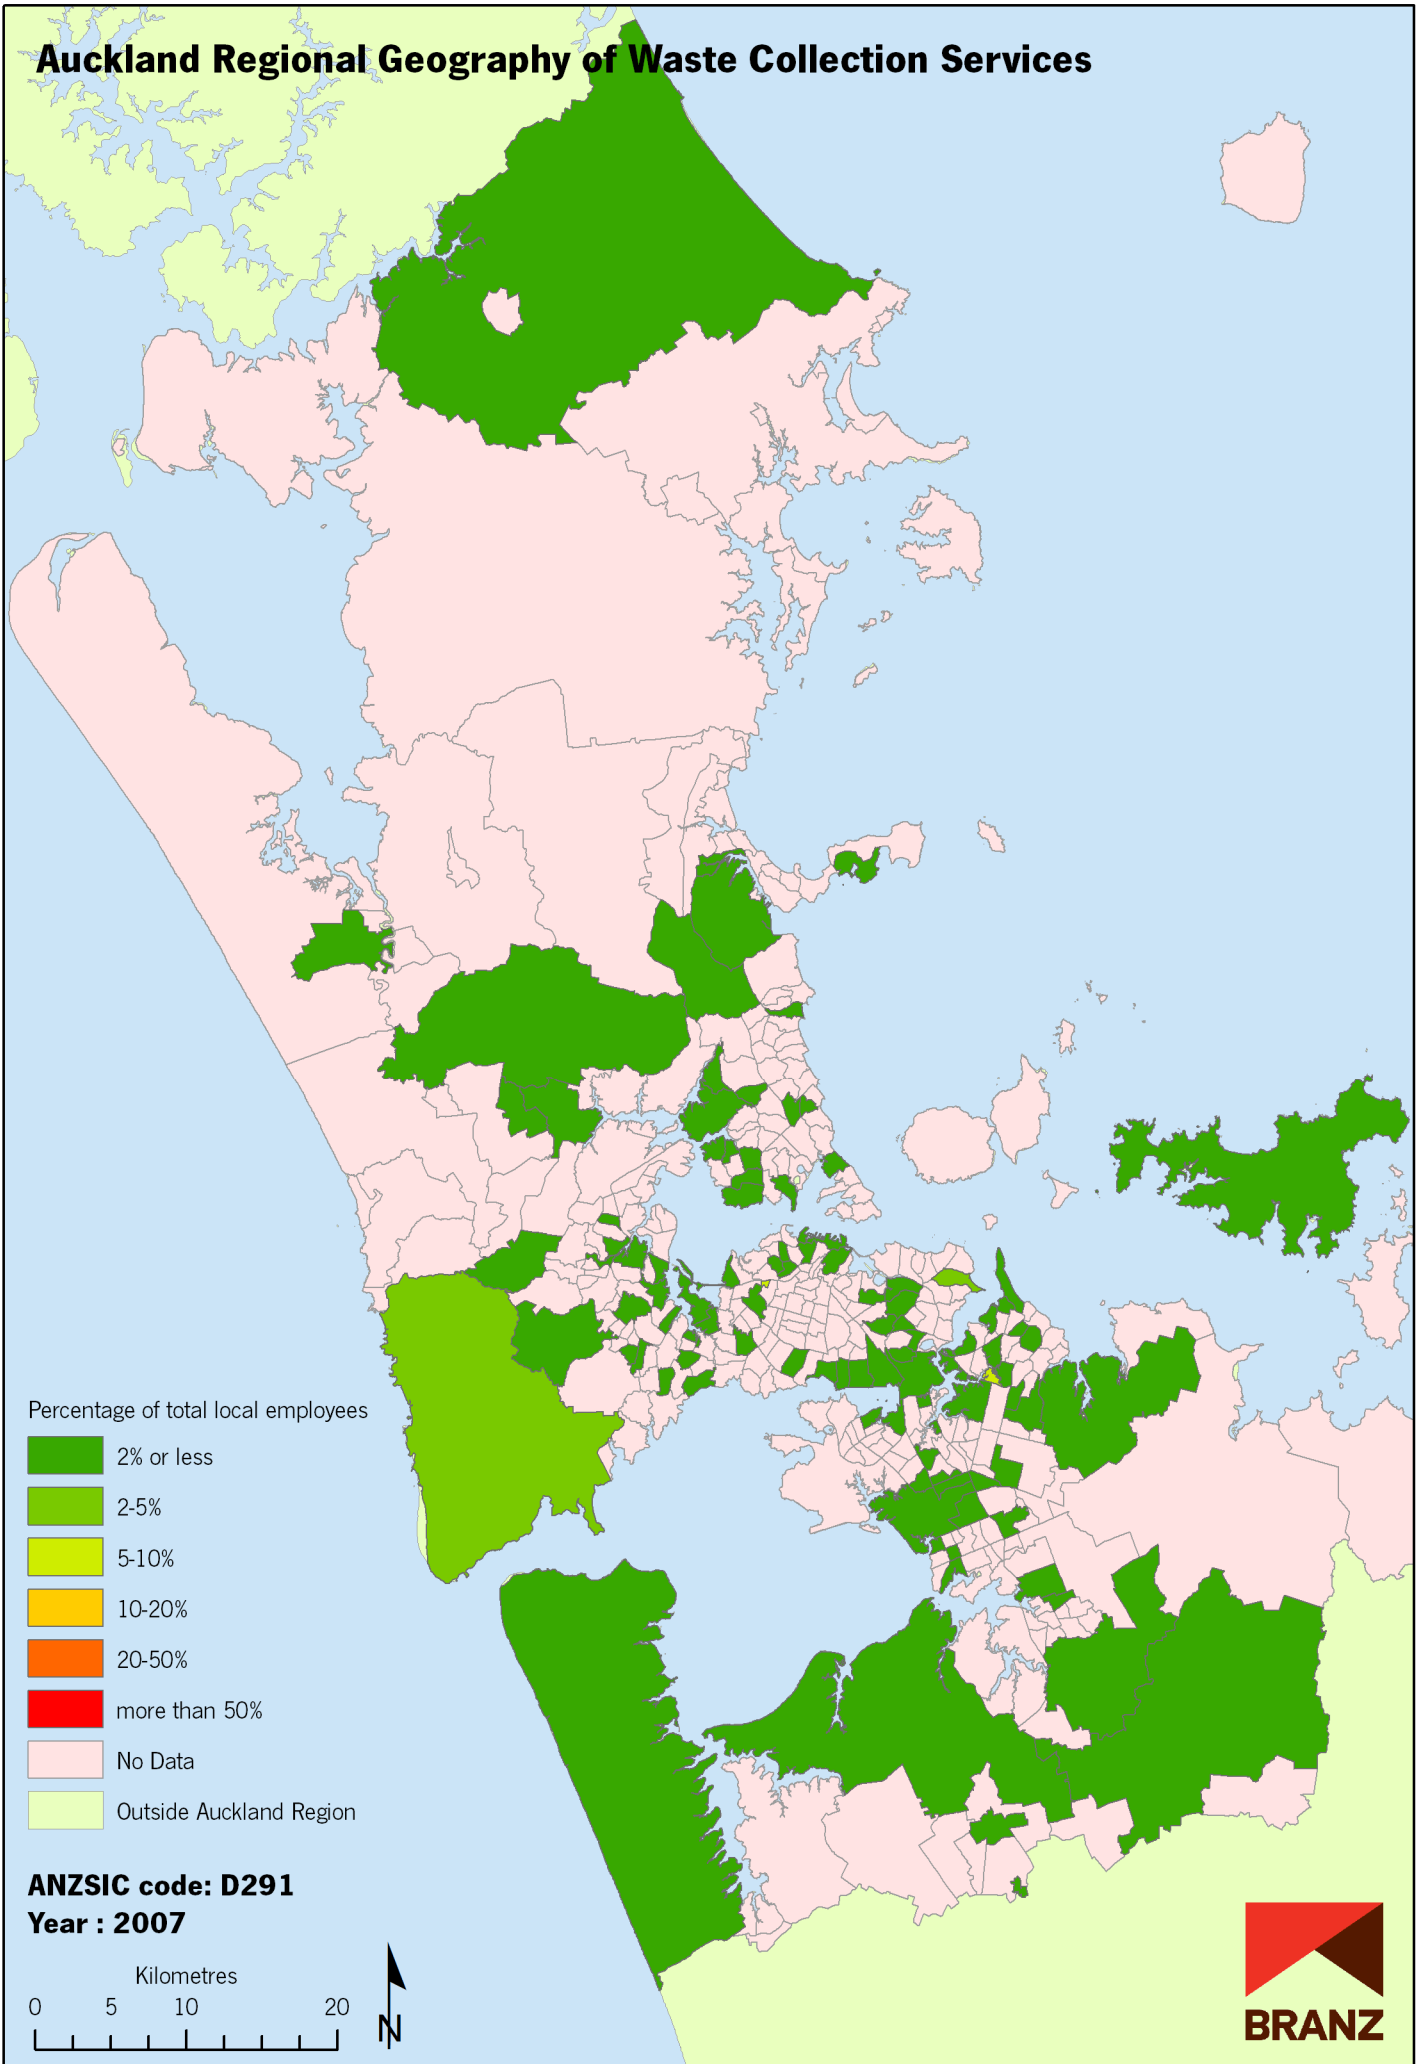 Auckland Regional Geography of Waste Collection Services
Percentage of total local employees
2% or less
2-5%
5-10%
10-20%
20-50%
more than 50%
No Data
Outside Auckland Region
ANZSIC code: D291
Year : 2007
Kilometres
0 5 10 20
N
BRANZ